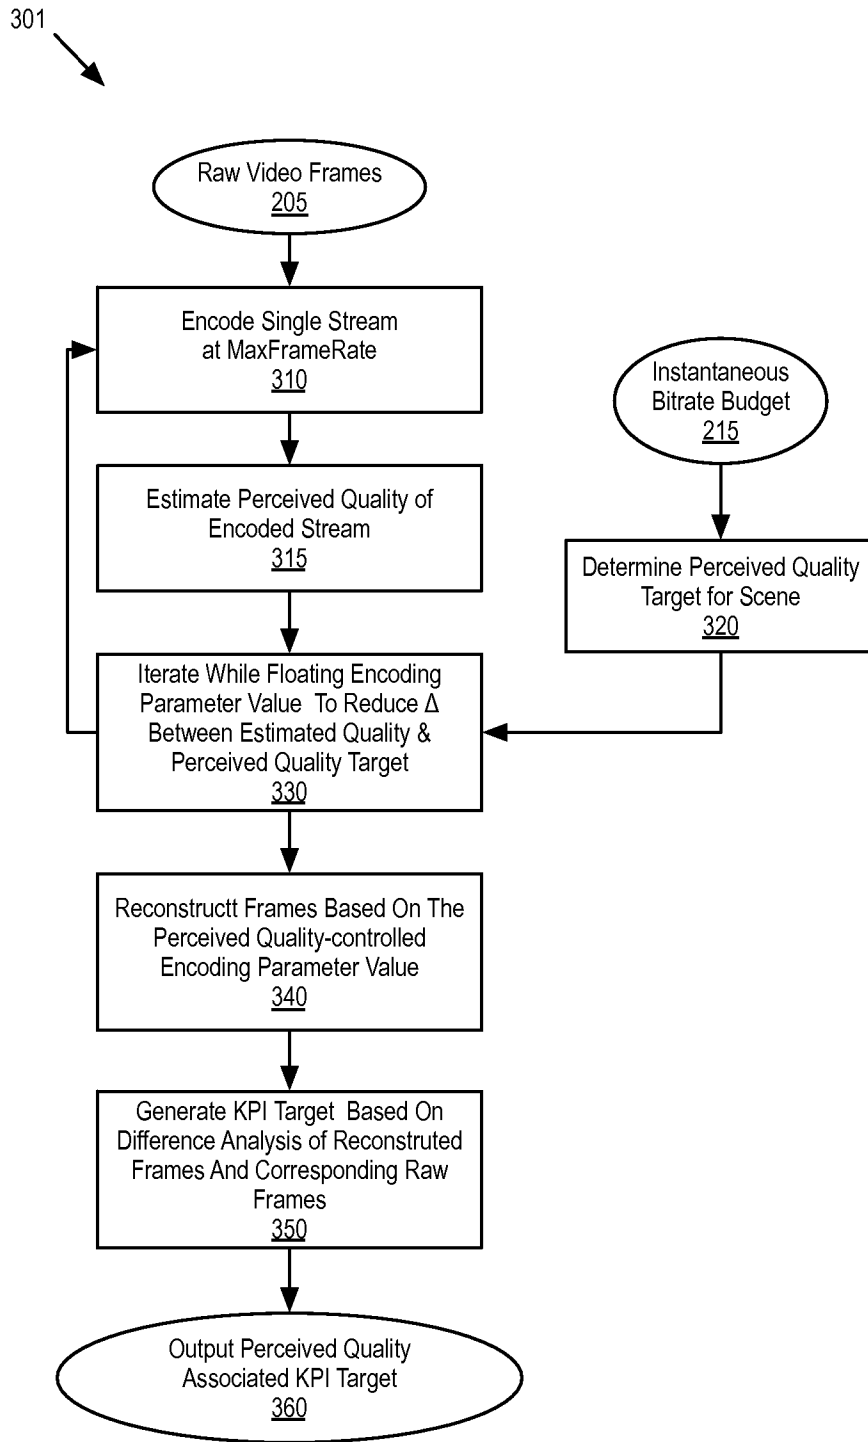 301
Raw Video Frames
205
Encode Single Stream
at MaxFrameRate
310
Instantaneous
Bitrate Budget
215
Estimate Perceived Quality of
Encoded Stream
315
Determine Perceived Quality
Target for Scene
320
Iterate While Floating Encoding
Parameter Value To Reduce Δ
Between Estimated Quality &
Perceived Quality Target
330
Reconstructt Frames Based On The
Perceived Quality-controlled
Encoding Parameter Value
340
Generate KPI Target Based On
Difference Analysis of Reconstruted
Frames And Corresponding Raw
Frames
350
Output Perceived Quality
Associated KPI Target
360